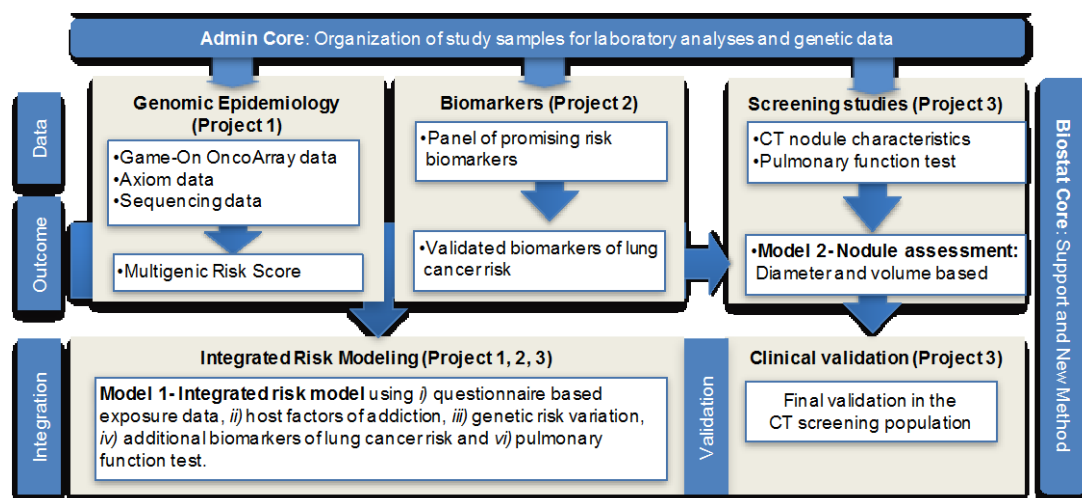 Admin Core: Organization of study samples for laboratory analyses and genetic data
Data
Genomic Epidemiology
(Project 1)
•Game-On OncoArray data
•Axiom data
•Sequencing data
Biomarkers (Project 2)
•Panel of promising risk
biomarkers
Screening studies (Project 3)
•CT nodule characteristics
•Pulmonary function test
Biostat Core: Support and New Method
Outcome
•Multigenic Risk Score
•Validated biomarkers of lung
cancer risk
•Model 2- Nodule assessment:
Diameter and volume based
Integration
Integrated Risk Modeling (Project 1, 2, 3)
Model 1- Integrated risk model using i) questionnaire based
exposure data, ii) host factors of addiction, iii) genetic risk variation,
iv) additional biomarkers of lung cancer risk and vi) pulmonary
function test.
Validation
Clinical validation (Project 3)
Final validation in the
CT screening population